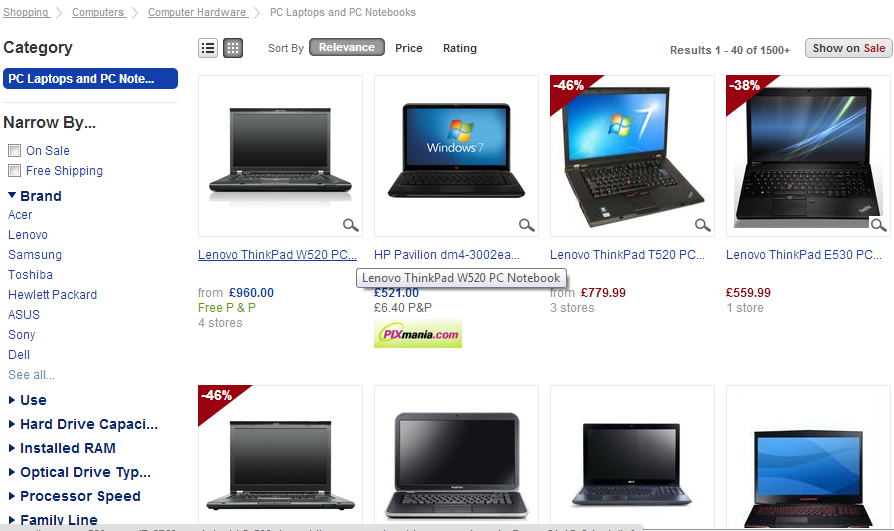 Shopping Computers Computer Hardware PC Laptops and PC Notebooks
Category
PC Laptops and PC Note...
Narrow By...
On Sale
Free Shipping
Brand
Acer
Lenovo
Samsung
Toshiba
Hewlett Packard
ASUS
Sony
Dell
See all...
Use
Hard Drive Capaci...
Installed RAM
Optical Drive Typ...
Processor Speed
Family Line
Sort By Relevance Price Rating Results 1 - 40 of 1500+ Show on Sale
-46% -38%
Windows 7 7
Lenovo ThinkPad W520 PC... HP Pavilion dm4-3002ea... Lenovo ThinkPad T520 PC... Lenovo ThinkPad E530 PC...
Lenovo ThinkPad W520 PC Notebook
from £960.00 £521.00 from £779.99 £559.99
Free P & P £6.40 P&P 3 stores 1 store
4 stores
PIXmania.com
-46%